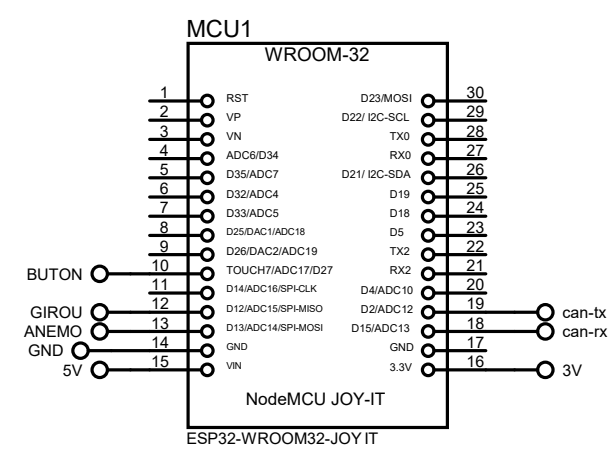 MCU1
WROOM-32
1 RST D23/MOSI 30
2 VP D22/ I2C-SCL 29
3 VN TX0 28
4 ADC6/D34 RX0 27
5 D35/ADC7 D21/ I2C-SDA 26
6 D32/ADC4 D19 25
7 D33/ADC5 D18 24
8 D25/DAC1/ADC18 D5 23
9 D26/DAC2/ADC19 TX2 22
BUTON 10 TOUCH7/ADC17/D27 RX2 21
11 D14/ADC16/SPI-CLK D4/ADC10 20
GIROU 12 D12/ADC15/SPI-MISO D2/ADC12 19 can-tx
ANEMO 13 D13/ADC14/SPI-MOSI D15/ADC13 18 can-rx
GND 14 GND GND 17
5V 15 VIN 3.3V 16 3V
NodeMCU JOY-IT
ESP32-WROOM32-JOY IT